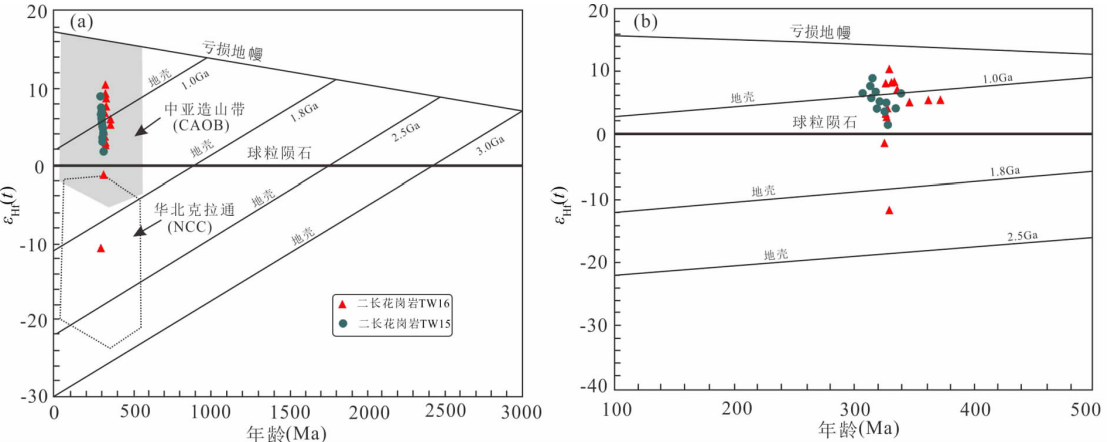 (a)
20
10
0
-10
-20
-30
εHf(t)
亏损地幔
地壳
1.0Ga
中亚造山带
(CAOB)
1.8Ga
2.5Ga
3.0Ga
球粒陨石
地壳
华北克拉通
(NCC)
地壳
地壳
二长花岗岩TW16
二长花岗岩TW15
0
500
1000
1500
2000
2500
3000
年龄(Ma)
(b)
20
10
0
-10
-20
-30
-40
εHf(t)
亏损地幔
1.0Ga
地壳
球粒陨石
1.8Ga
地壳
2.5Ga
地壳
100
200
300
400
500
年龄(Ma)